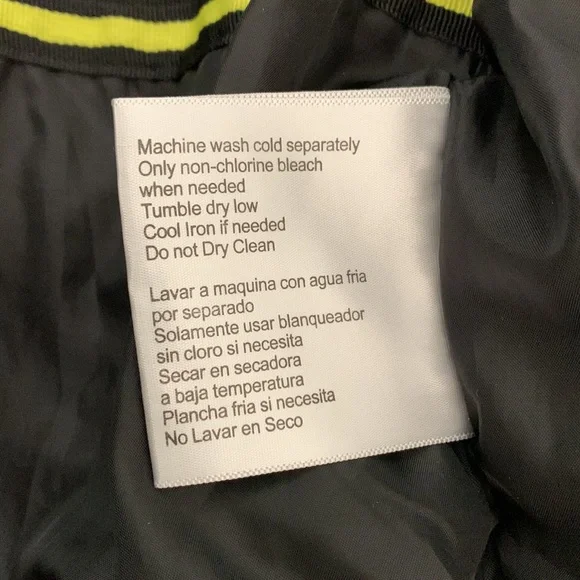 Machine wash cold separately
Only non-chlorine bleach
when needed
Tumble dry low
Cool Iron if needed
Do not Dry Clean
Lavar a maquina con agua fria
por separado
Solamente usar blanqueador
sin cloro si necesita
Secar en secadora
a baja temperatura
Plancha fria si necesita
No Lavar en Seco